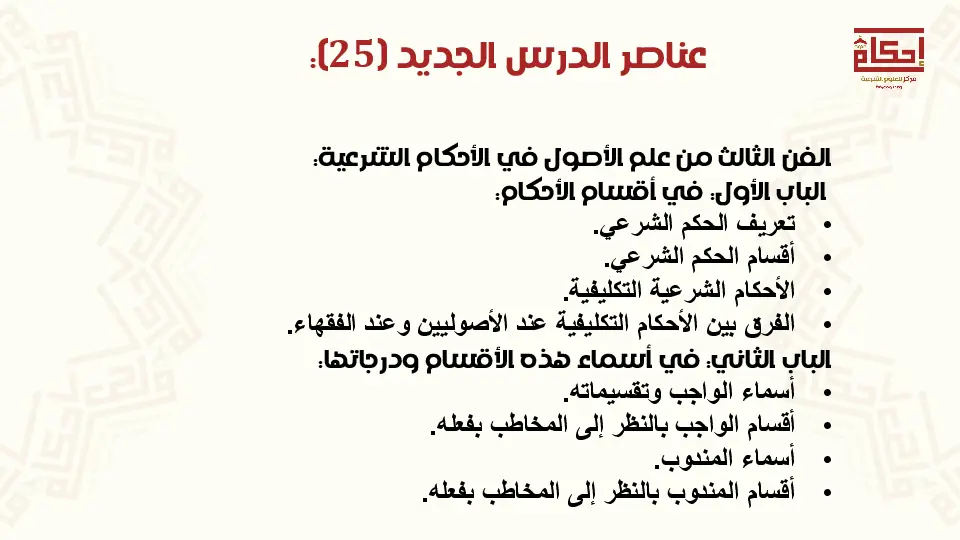 عناصر الدرس الجديد (25):
إحكام
مركز للعلوم الشرعية
الفن الثالث من علم الأصول في الأحكام الشرعية:
الباب الأول: في أقسام الأحكام:
• تعريف الحكم الشرعي.
• أقسام الحكم الشرعي.
• الأحكام الشرعية التكليفية.
• الفرق بين الأحكام التكليفية عند الأصوليين وعند الفقهاء.
الباب الثاني: في أسماء هذه الأقسام ودرجاتها:
• أسماء الواجب وتقسيماته.
• أقسام الواجب بالنظر إلى المخاطب بفعله.
• أسماء المندوب.
• أقسام المندوب بالنظر إلى المخاطب بفعله.